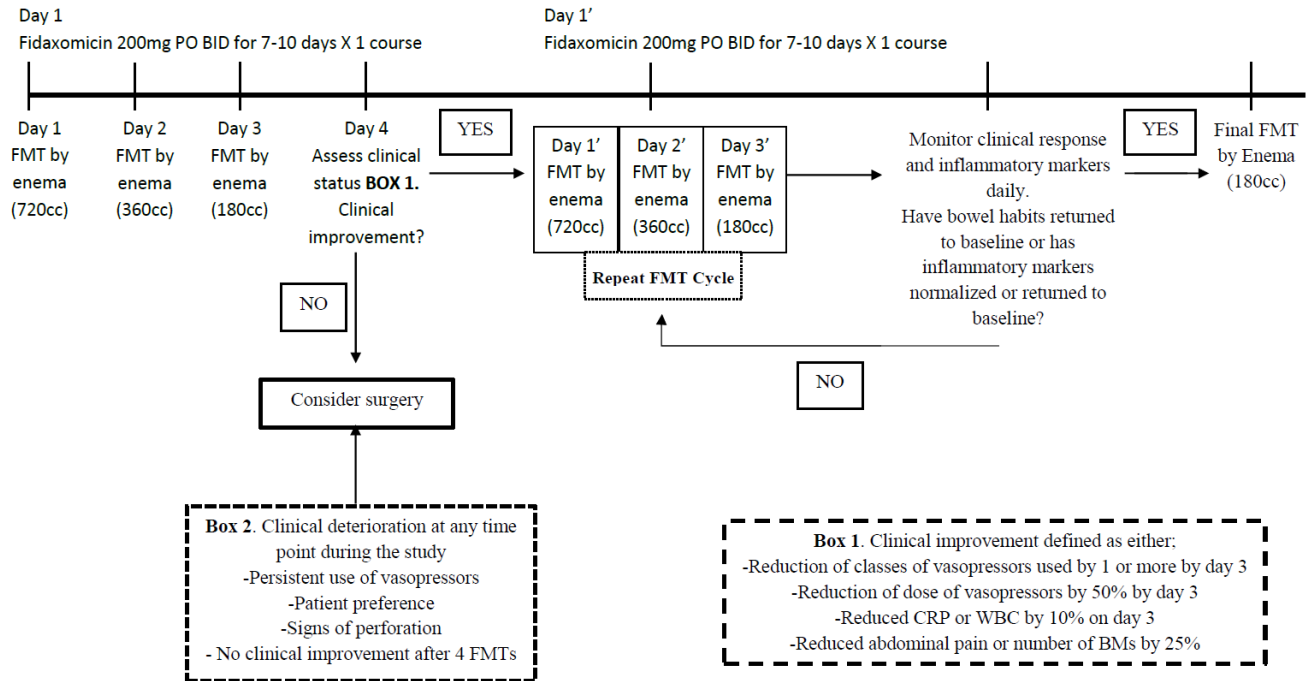 Day 1
Fidaxomicin 200mg PO BID for 7-10 days X 1 course
Day 1’
Fidaxomicin 200mg PO BID for 7-10 days X 1 course
Day 1
FMT by
enema
(720cc)
Day 2
FMT by
enema
(360cc)
Day 3
FMT by
enema
(180cc)
Day 4
Assess clinical
status BOX 1.
Clinical
improvement?
YES
Day 1’
FMT by
enema
(720cc)
Day 2’
FMT by
enema
(360cc)
Day 3’
FMT by
enema
(180cc)
Repeat FMT Cycle
Monitor clinical response
and inflammatory markers
daily.
Have bowel habits returned
to baseline or has
inflammatory markers
normalized or returned to
baseline?
YES
Final FMT
by Enema
(180cc)
NO
NO
Consider surgery
Box 2. Clinical deterioration at any time
point during the study
-Persistent use of vasopressors
-Patient preference
-Signs of perforation
- No clinical improvement after 4 FMTs
Box 1. Clinical improvement defined as either;
-Reduction of classes of vasopressors used by 1 or more by day 3
-Reduction of dose of vasopressors by 50% by day 3
-Reduced CRP or WBC by 10% on day 3
-Reduced abdominal pain or number of BMs by 25%